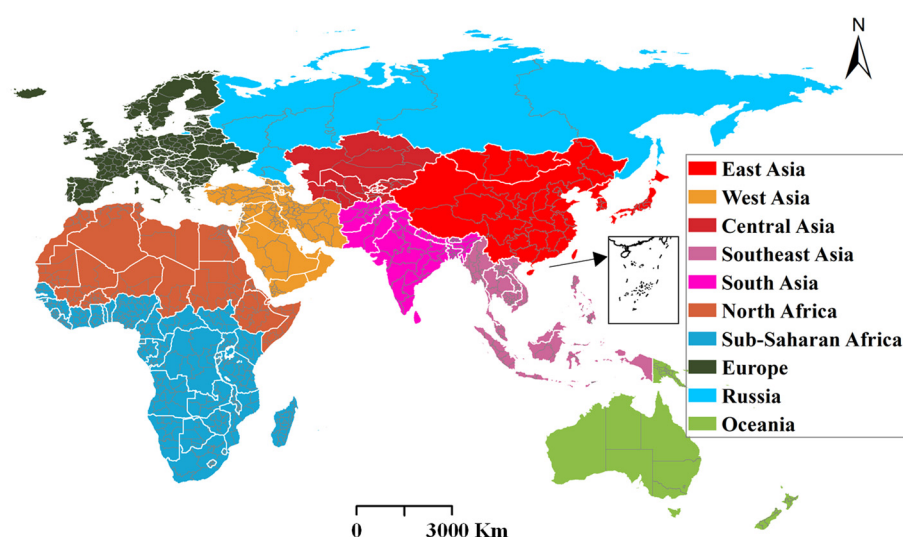 N
East Asia
West Asia
Central Asia
Southeast Asia
South Asia
North Africa
Sub-Saharan Africa
Europe
Russia
Oceania
0 3000 Km